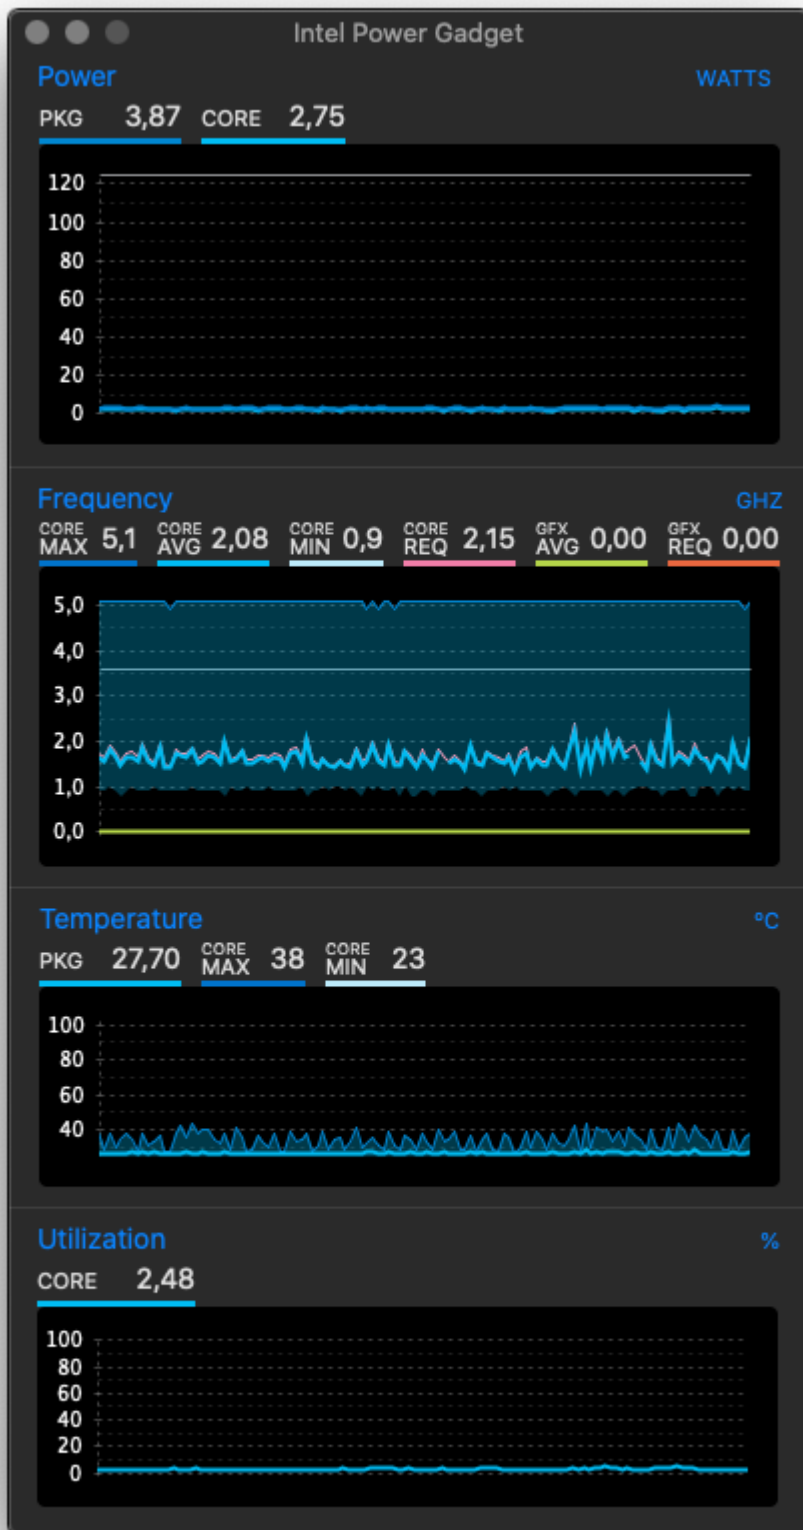 Intel Power Gadget
Power WATTS
PKG 3,87 CORE 2,75
120
100
80
60
40
20
0
Frequency GHZ
CORE MAX 5,1 CORE AVG 2,08 CORE MIN 0,9 CORE REQ 2,15 GFX AVG 0,00 GFX REQ 0,00
5,0
4,0
3,0
2,0
1,0
0,0
Temperature ºC
PKG 27,70 CORE MAX 38 CORE MIN 23
100
80
60
40
Utilization %
CORE 2,48
100
80
60
40
20
0